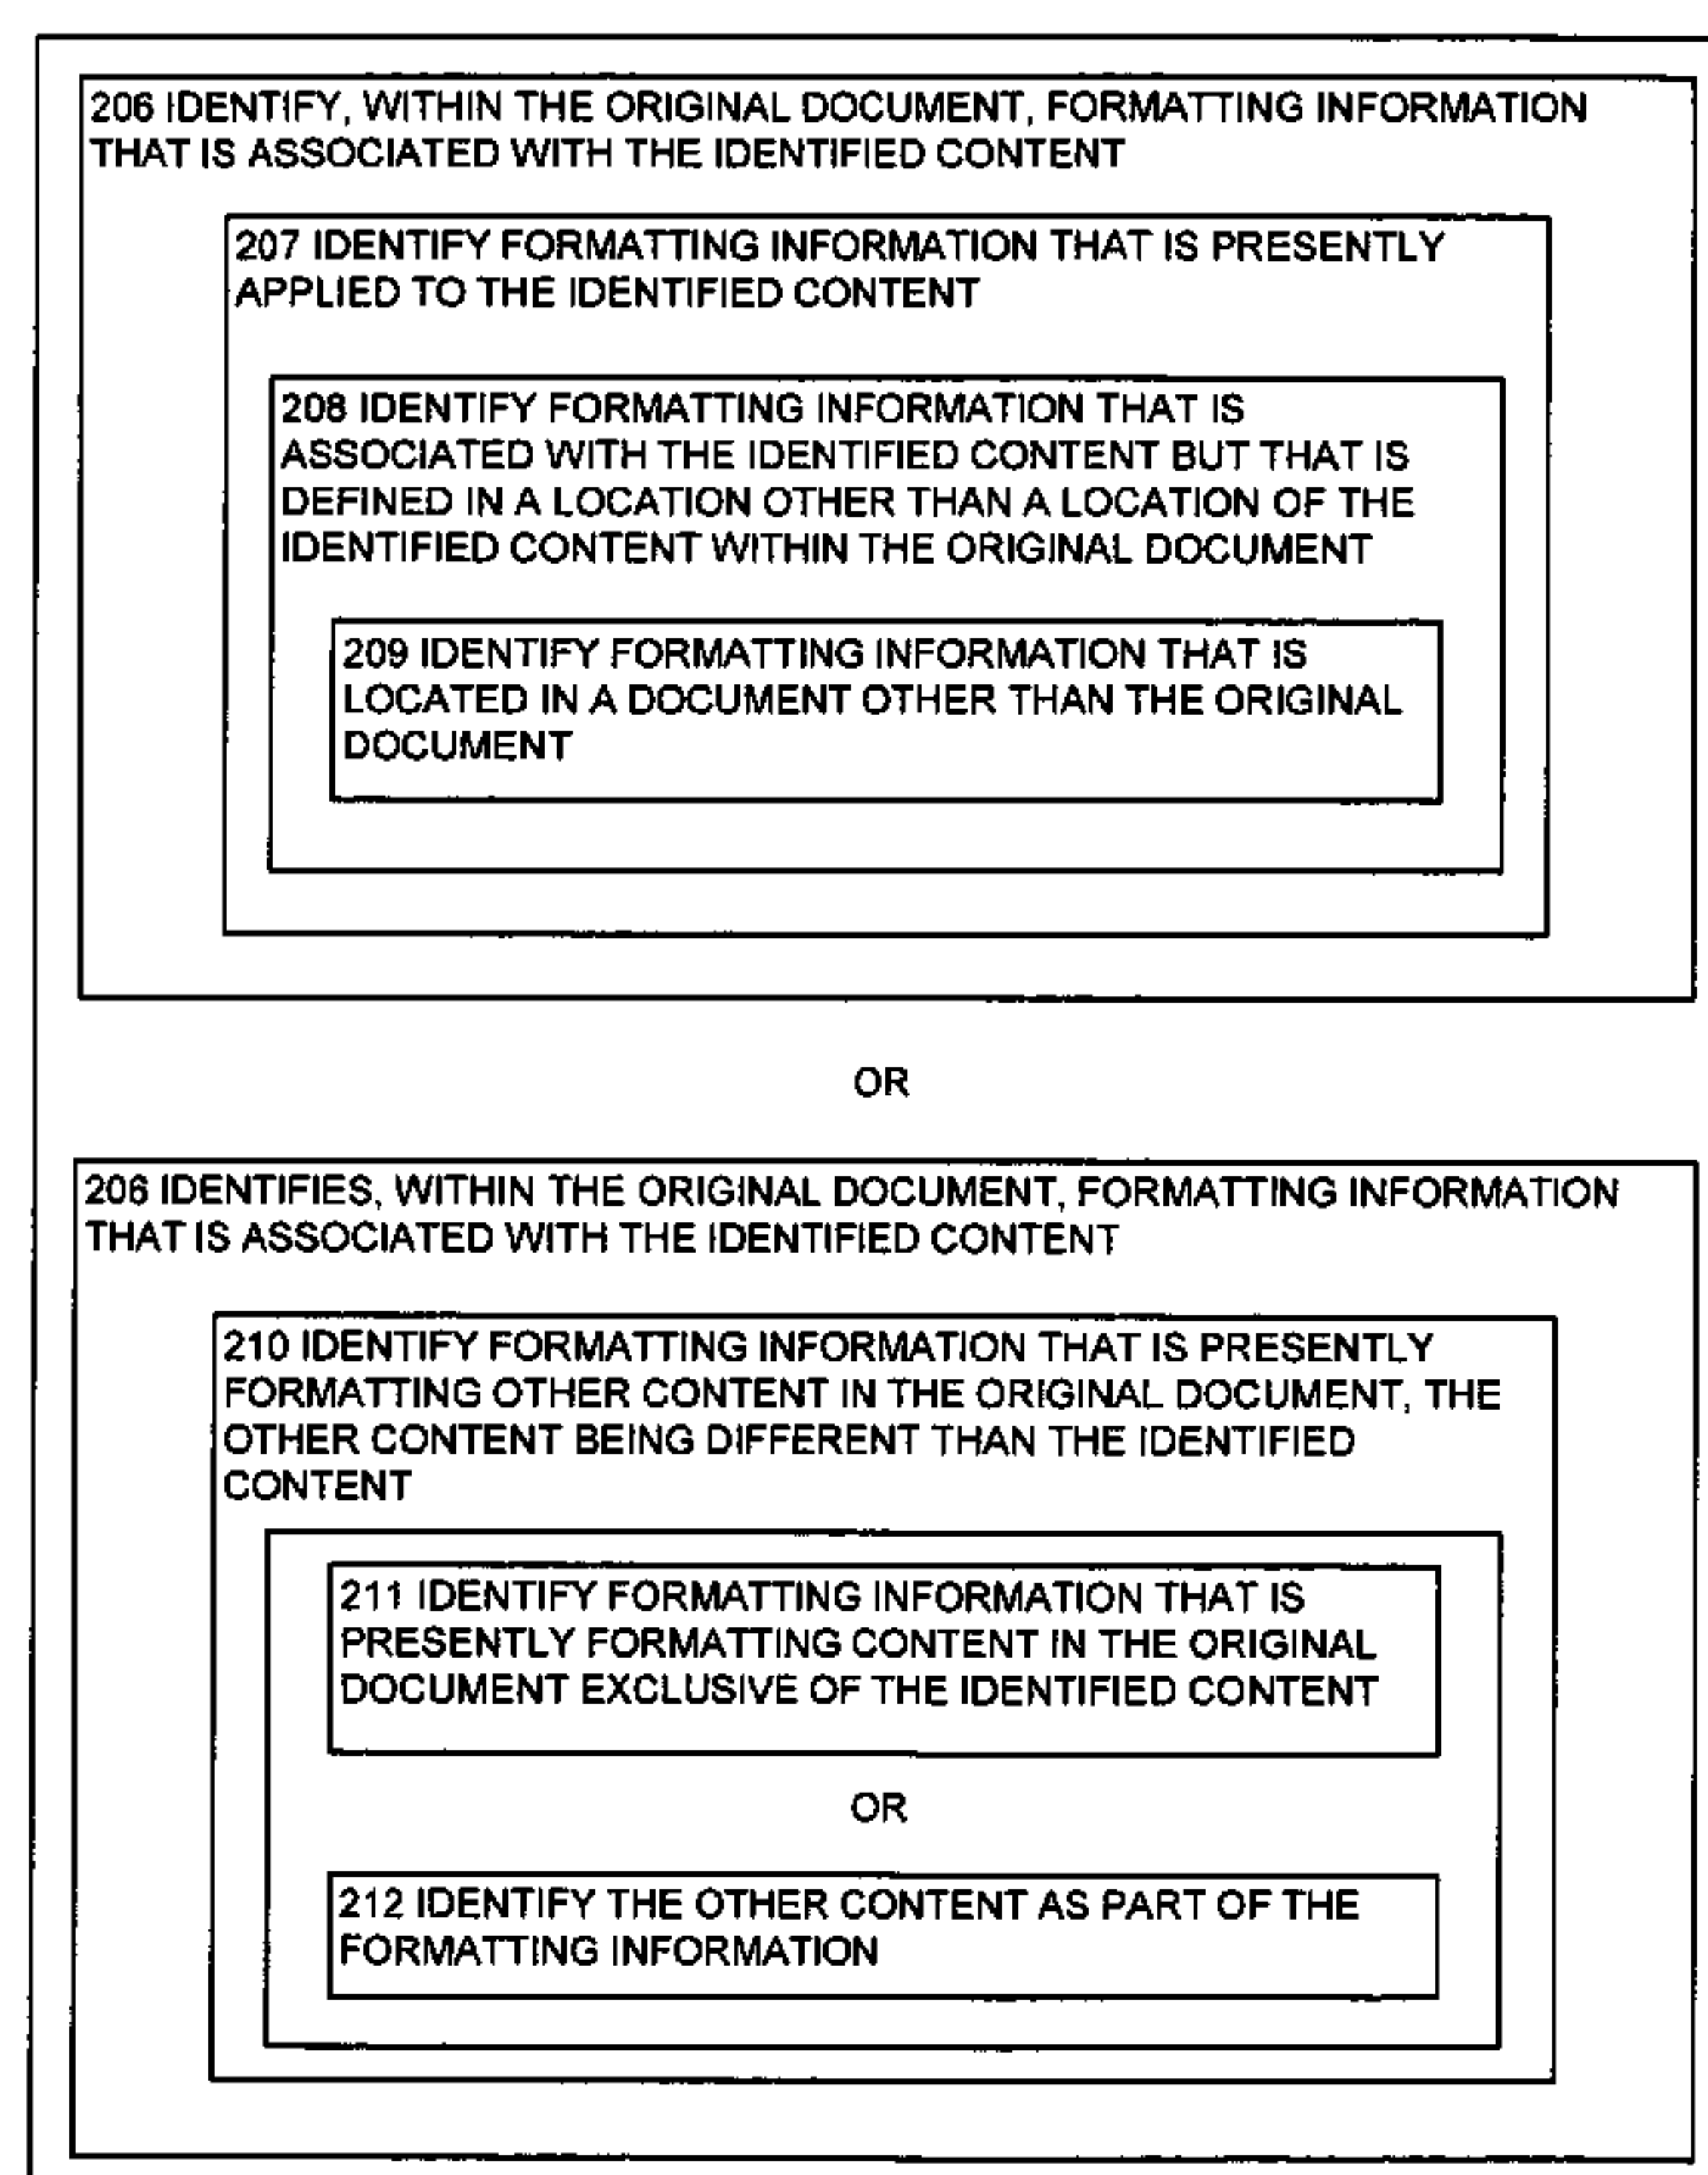 206 IDENTIFY, WITHIN THE ORIGINAL DOCUMENT, FORMATTING INFORMATION
THAT IS ASSOCIATED WITH THE IDENTIFIED CONTENT
207 IDENTIFY FORMATTING INFORMATION THAT IS PRESENTLY
APPLIED TO THE IDENTIFIED CONTENT
208 IDENTIFY FORMATTING INFORMATION THAT IS
ASSOCIATED WITH THE IDENTIFIED CONTENT BUT THAT IS
DEFINED IN A LOCATION OTHER THAN A LOCATION OF THE
IDENTIFIED CONTENT WITHIN THE ORIGINAL DOCUMENT
209 IDENTIFY FORMATTING INFORMATION THAT IS
LOCATED IN A DOCUMENT OTHER THAN THE ORIGINAL
DOCUMENT
OR
206 IDENTIFIES, WITHIN THE ORIGINAL DOCUMENT, FORMATTING INFORMATION
THAT IS ASSOCIATED WITH THE IDENTIFIED CONTENT
210 IDENTIFY FORMATTING INFORMATION THAT IS PRESENTLY
FORMATTING OTHER CONTENT IN THE ORIGINAL DOCUMENT, THE
OTHER CONTENT BEING DIFFERENT THAN THE IDENTIFIED
CONTENT
211 IDENTIFY FORMATTING INFORMATION THAT IS
PRESENTLY FORMATTING CONTENT IN THE ORIGINAL
DOCUMENT EXCLUSIVE OF THE IDENTIFIED CONTENT
OR
212 IDENTIFY THE OTHER CONTENT AS PART OF THE
FORMATTING INFORMATION